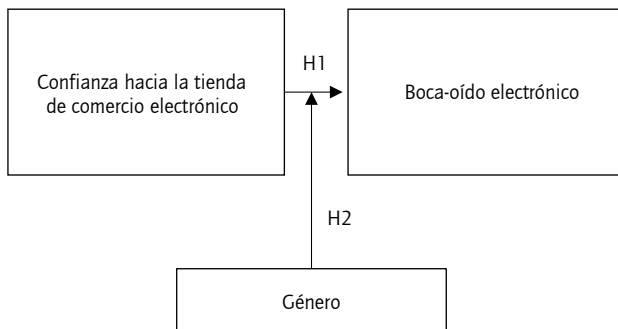 Confianza hacia la tienda
de comercio electrónico
H1
Boca-oído electrónico
H2
Género